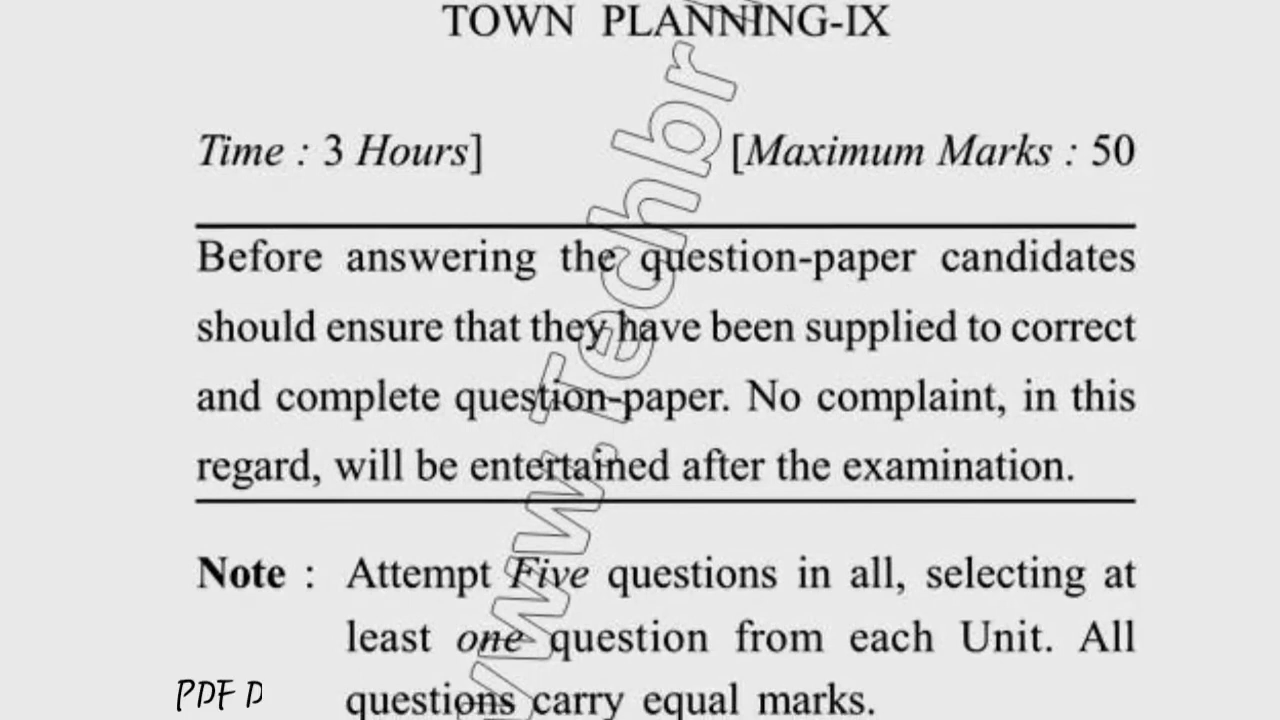 TOWN PLANNING-IX
Time : 3 Hours] [Maximum Marks : 50
Before answering the question-paper candidates
should ensure that they have been supplied to correct
and complete question-paper. No complaint, in this
regard, will be entertained after the examination.
Note : Attempt Five questions in all, selecting at
least one question from each Unit. All
questions carry equal marks.
PDF D
www.Techbr